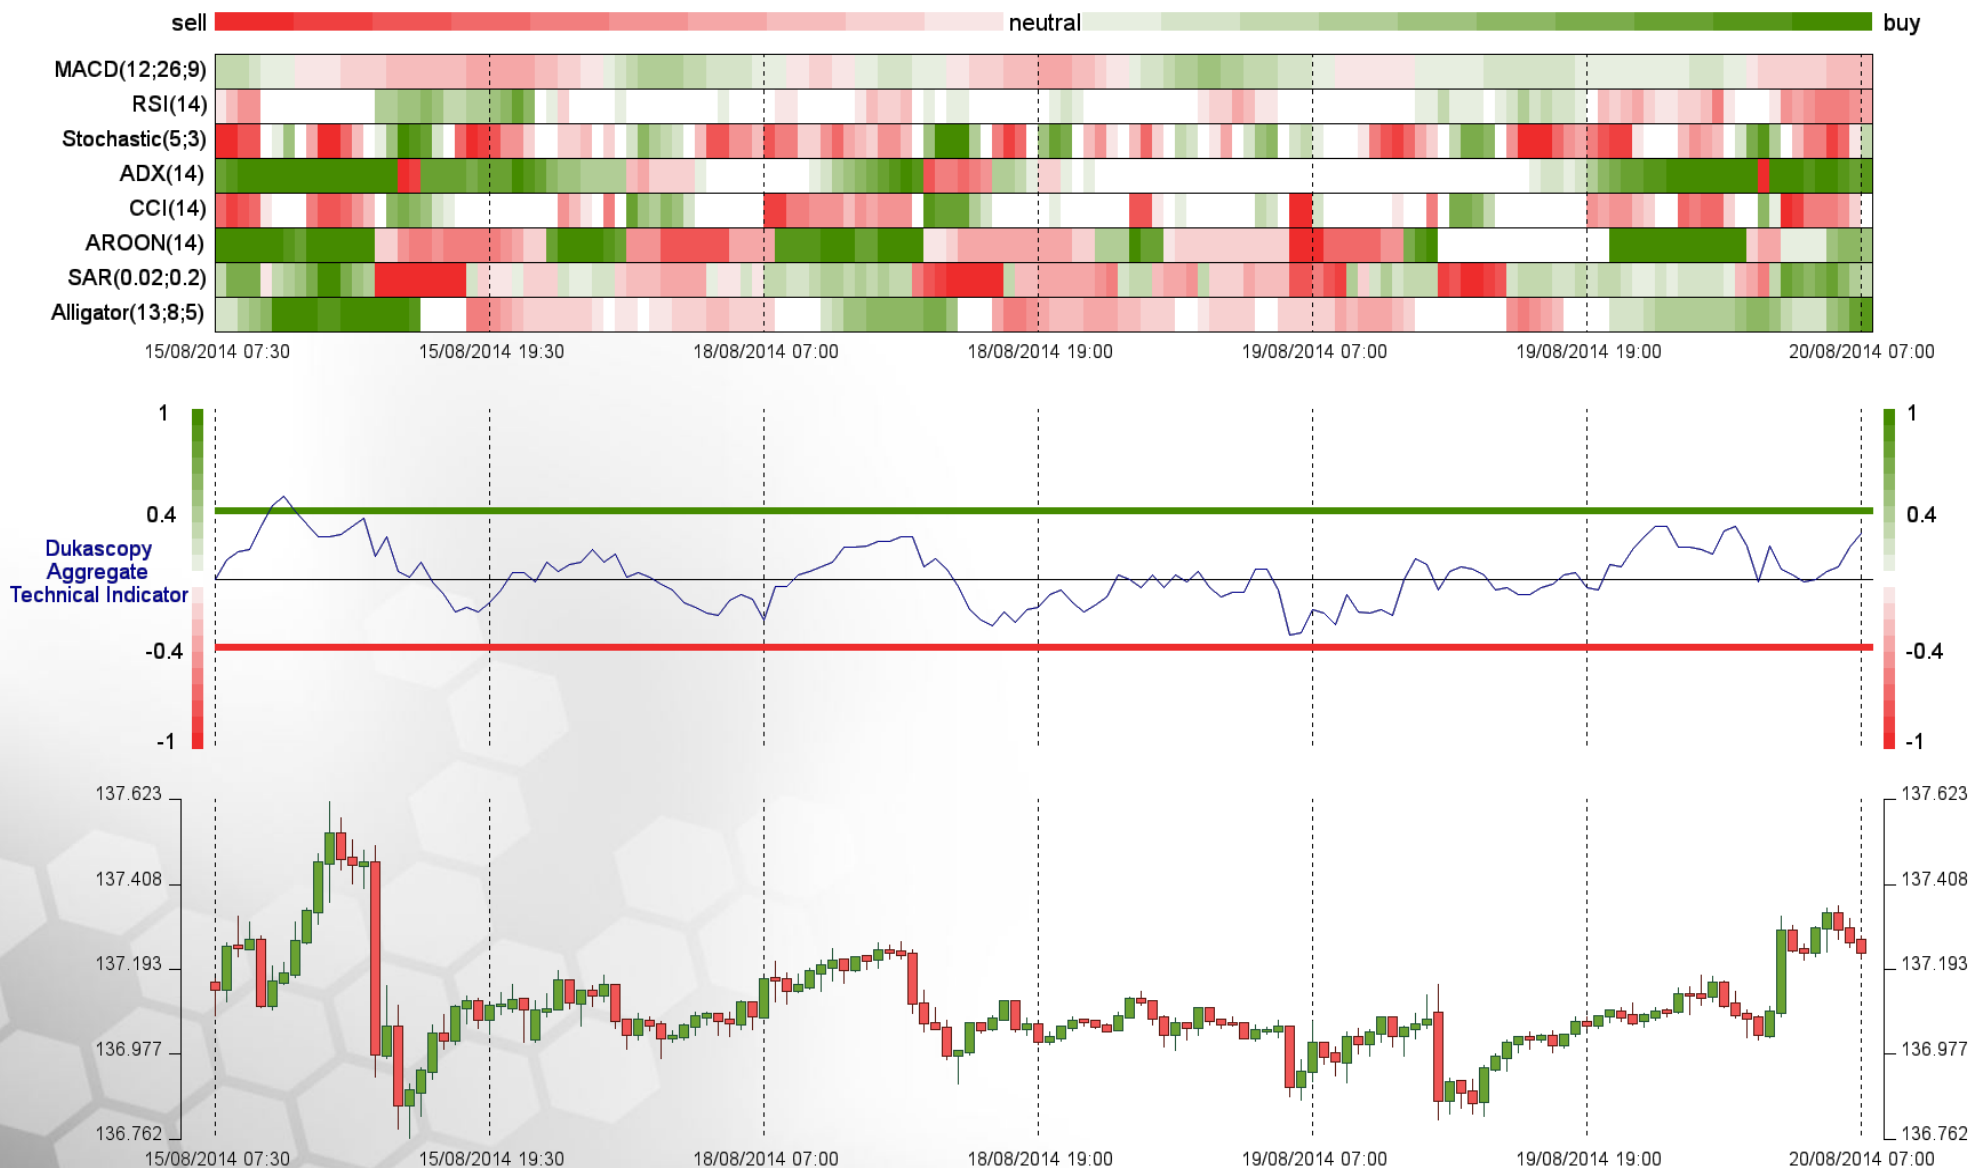 sell neutral buy
MACD(12;26;9)
RSI(14)
Stochastic(5;3)
ADX(14)
CCI(14)
AROON(14)
SAR(0.02;0.2)
Alligator(13;8;5)
15/08/2014 07:30 15/08/2014 19:30 18/08/2014 07:00 18/08/2014 19:00 19/08/2014 07:00 19/08/2014 19:00 20/08/2014 07:00
1 1
0.4 0.4
Dukascopy
Aggregate
Technical Indicator
-0.4 -0.4
-1 -1
137.623 137.623
137.408 137.408
137.193 137.193
136.977 136.977
136.762 136.762
15/08/2014 07:30 15/08/2014 19:30 18/08/2014 07:00 18/08/2014 19:00 19/08/2014 07:00 19/08/2014 19:00 20/08/2014 07:00